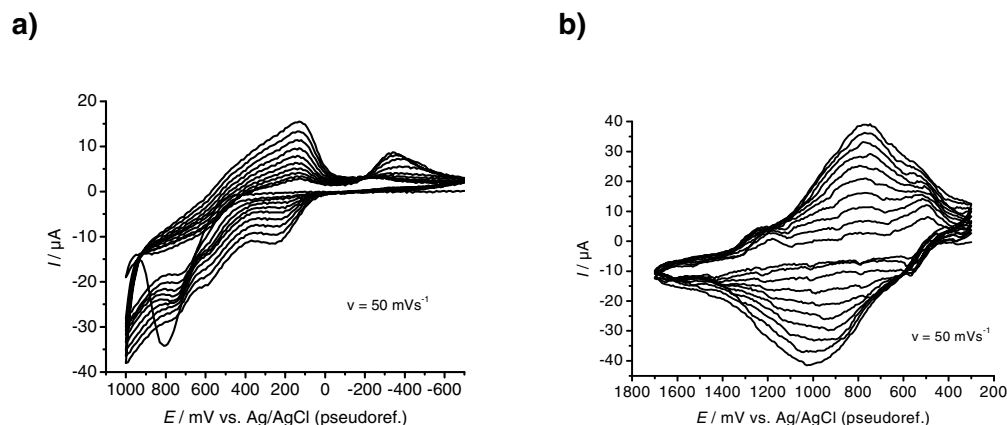 a)
b)
20
10
0
-10
-20
-30
-40
I / µA
v = 50 mVs⁻¹
1000 800 600 400 200 0 -200 -400 -600
E / mV vs. Ag/AgCl (pseudoref.)
40
30
20
10
0
-10
-20
-30
-40
I / µA
v = 50 mVs⁻¹
1800 1600 1400 1200 1000 800 600 400 200
E / mV vs. Ag/AgCl (pseudoref.)